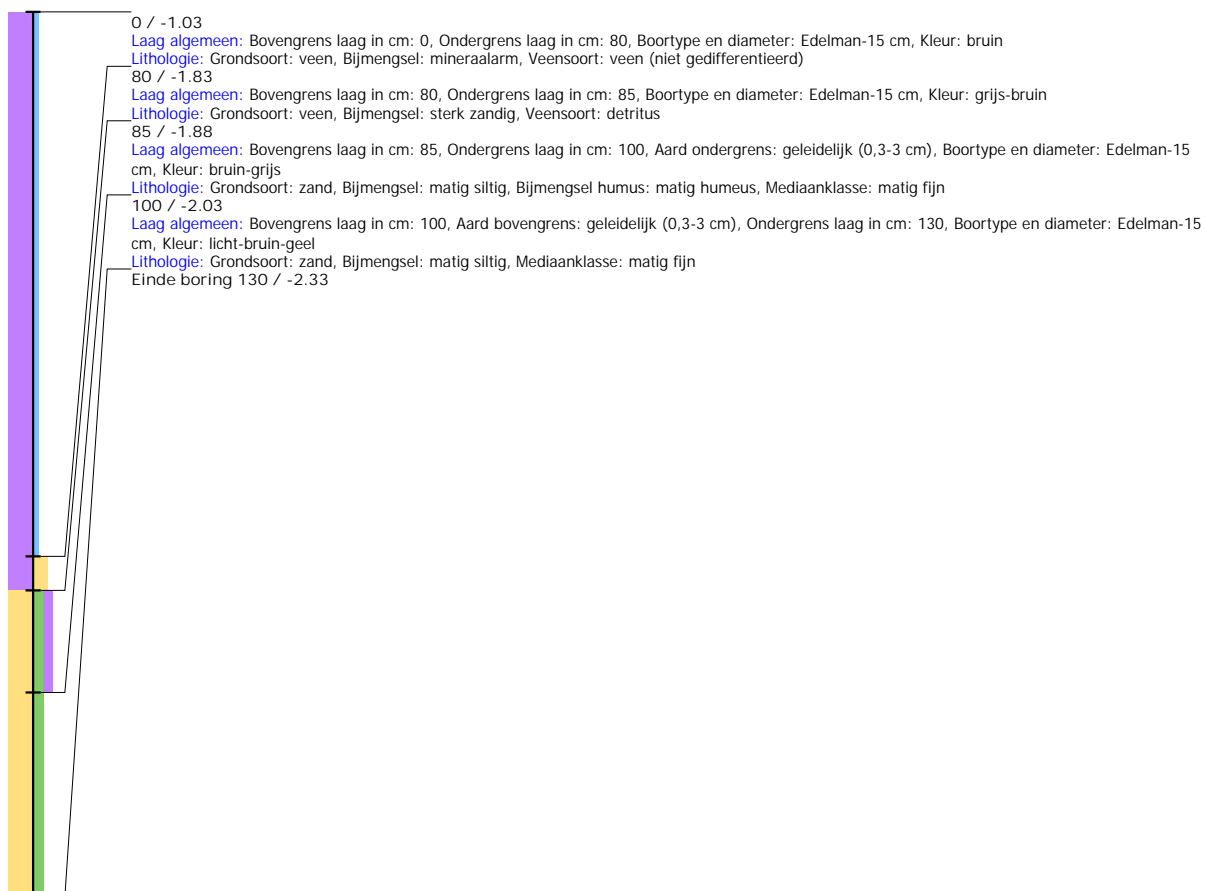 0 / -1.03
Laag algemeen: Bovengrens laag in cm: 0, Ondergrens laag in cm: 80, Boortype en diameter: Edelman-15 cm, Kleur: bruin
Lithologie: Grondsoort: veen, Bijmengsel: mineraalarm, Veensoort: veen (niet gedifferentieerd)
80 / -1.83
Laag algemeen: Bovengrens laag in cm: 80, Ondergrens laag in cm: 85, Boortype en diameter: Edelman-15 cm, Kleur: grijs-bruin
Lithologie: Grondsoort: veen, Bijmengsel: sterk zandig, Veensoort: detritus
85 / -1.88
Laag algemeen: Bovengrens laag in cm: 85, Ondergrens laag in cm: 100, Aard ondergrens: geleidelijk (0,3-3 cm), Boortype en diameter: Edelman-15
cm, Kleur: bruin-grijs
Lithologie: Grondsoort: zand, Bijmengsel: matig siltig, Bijmengsel humus: matig humeus, Mediaanklasse: matig fijn
100 / -2.03
Laag algemeen: Bovengrens laag in cm: 100, Aard bovengrens: geleidelijk (0,3-3 cm), Ondergrens laag in cm: 130, Boortype en diameter: Edelman-15
cm, Kleur: licht-bruin-geel
Lithologie: Grondsoort: zand, Bijmengsel: matig siltig, Mediaanklasse: matig fijn
Einde boring 130 / -2.33